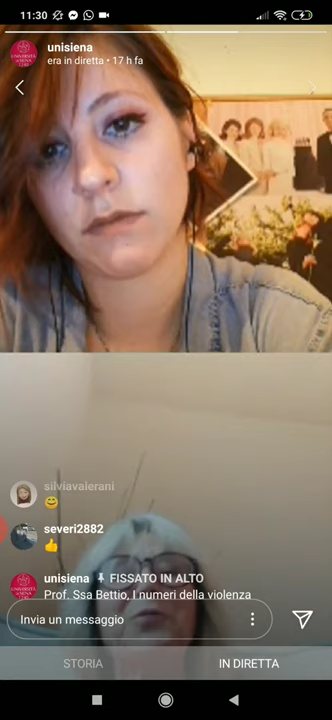 11:30
unisiena
era in diretta • 17 h fa
silviavalerani
😊
severi2882
👍
unisiena FISSATO IN ALTO
Prof. Ssa Bettio, I numeri della violenza
Invia un messaggio
STORIA IN DIRETTA